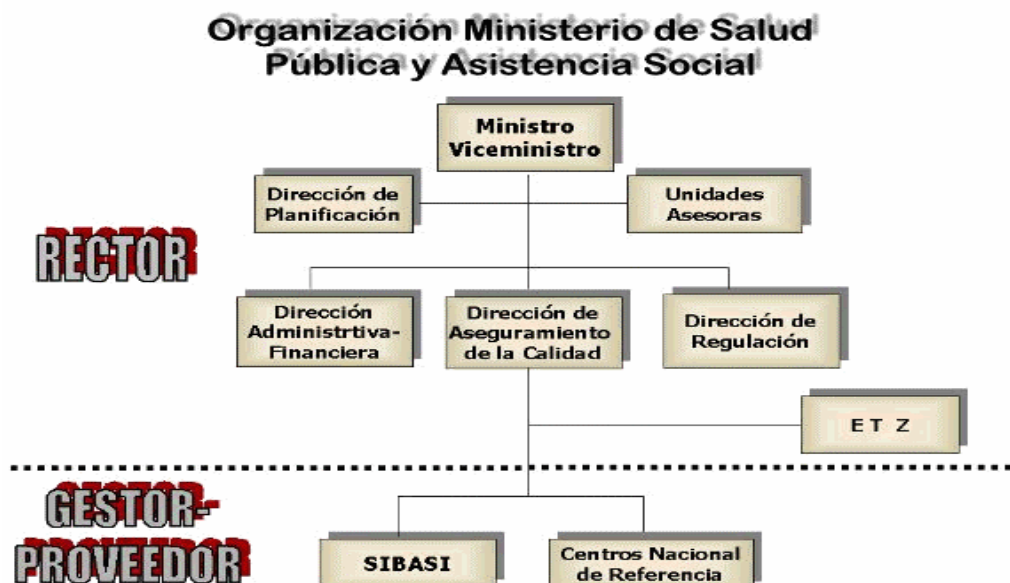 Organización Ministerio de Salud
Pública y Asistencia Social
Ministro
Viceministro
Dirección de
Planificación
Unidades
Asesoras
RECTOR
Dirección
Administrtiva-
Financiera
Dirección de
Aseguramiento
de la Calidad
Dirección de
Regulación
E T Z
GESTOR-
PROVEEDOR
SIBASI
Centros Nacional
de Referencia